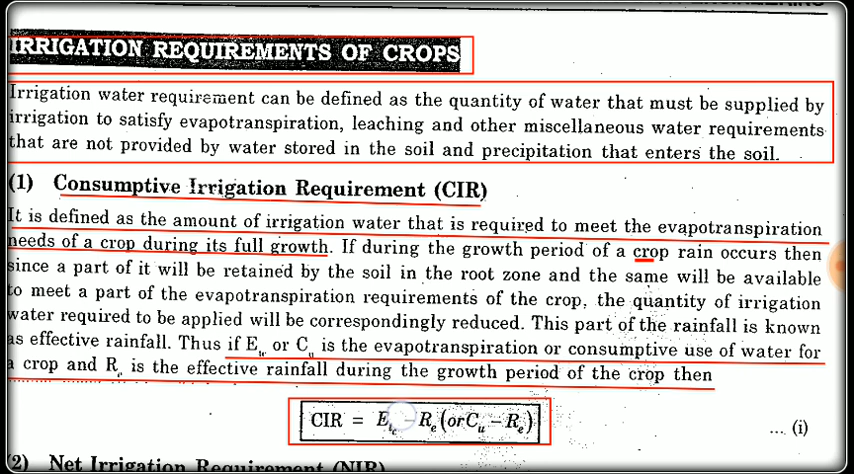 IRRIGATION REQUIREMENTS OF CROPS
Irrigation water requirement can be defined as the quantity of water that must be supplied by
irrigation to satisfy evapotranspiration, leaching and other miscellaneous water requirements
that are not provided by water stored in the soil and precipitation that enters the soil.
(1) Consumptive Irrigation Requirement (CIR)
It is defined as the amount of irrigation water that is required to meet the evapotranspiration
needs of a crop during its full growth. If during the growth period of a crop rain occurs then
since a part of it will be retained by the soil in the root zone and the same will be available
to meet a part of the evapotranspiration requirements of the crop, the quantity of irrigation
water required to be applied will be correspondingly reduced. This part of the rainfall is known
as effective rainfall. Thus if E_tc or C_u is the evapotranspiration or consumptive use of water for
a crop and R_e is the effective rainfall during the growth period of the crop then
CIR = E_tc − R_e (or C_u − R_e) ... (i)
(2) Net Irrigation Requirement (NIR)